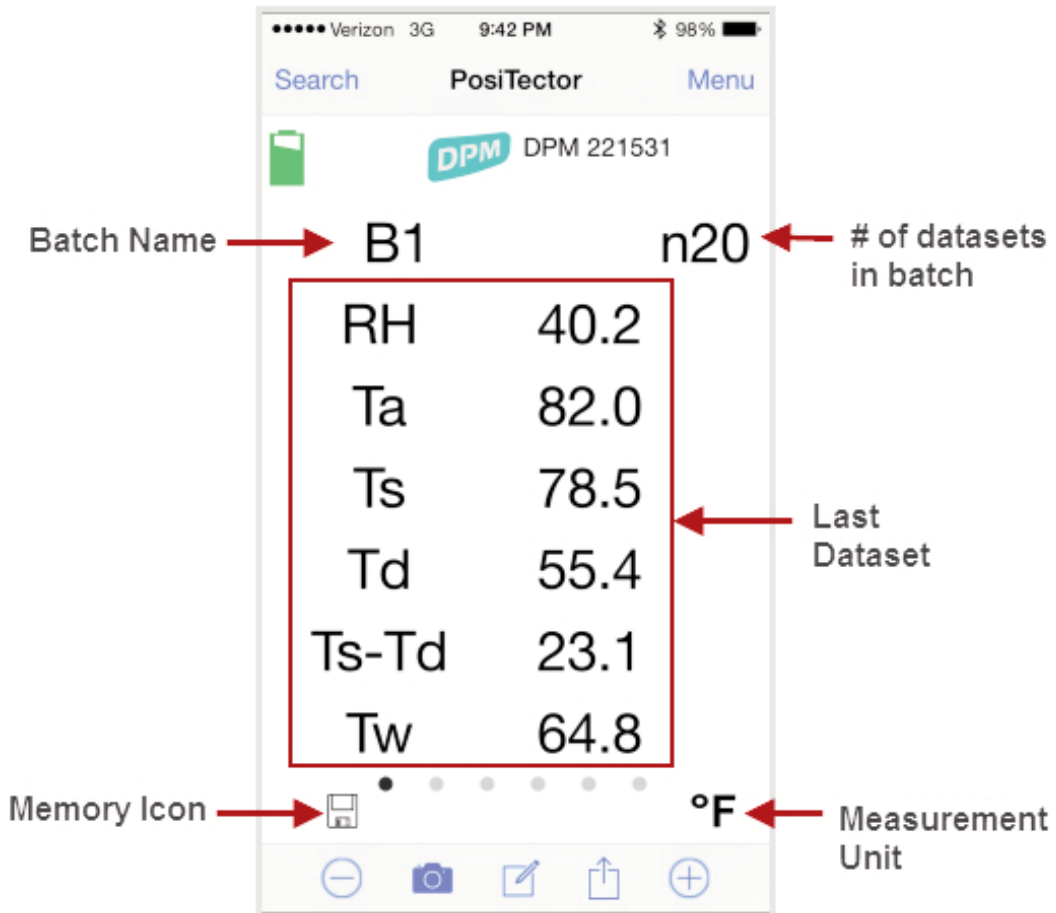 Verizon 3G 9:42 PM 98%
Search PosiTector Menu
DPM DPM 221531
Batch Name B1 n20 # of datasets
in batch
RH 40.2
Ta 82.0
Ts 78.5
Last
Dataset
Td 55.4
Ts-Td 23.1
Tw 64.8
Memory Icon °F Measurement
Unit